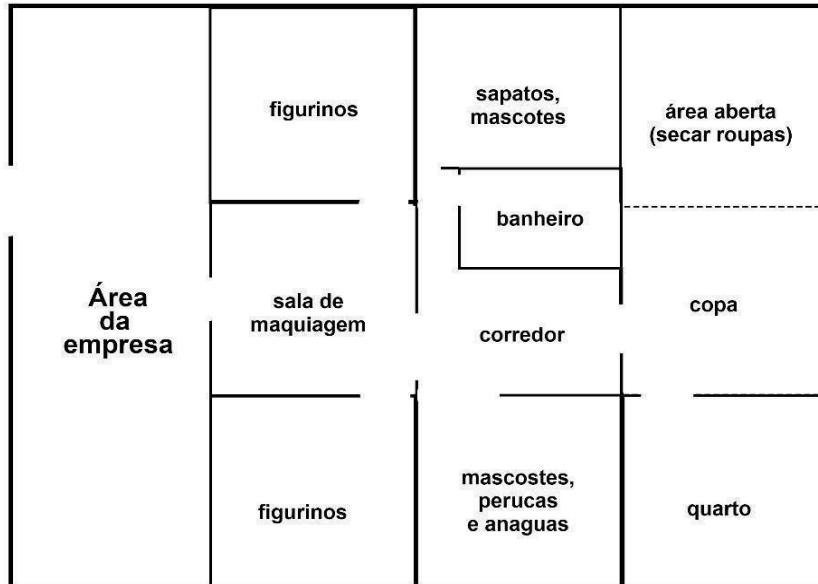 figurinos
sapatos,
mascotes
área aberta
(secar roupas)
banheiro
Área
da
empresa
sala de
maquiagem
corredor
copa
figurinos
mascostes,
perucas
e anaguas
quarto